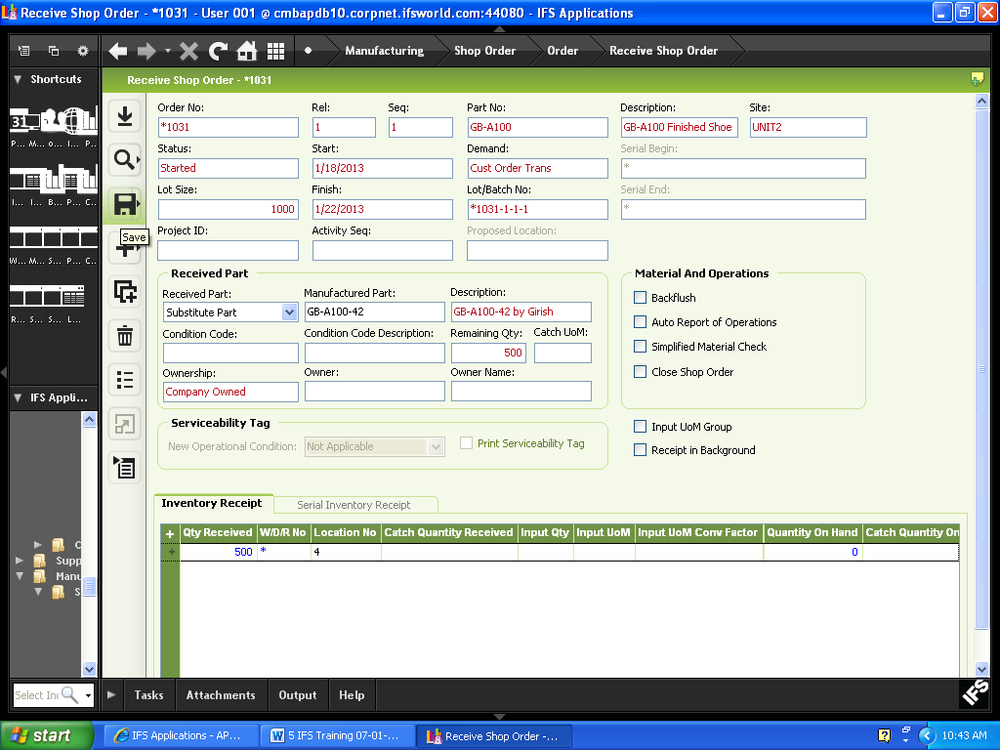 Receive Shop Order - *1031 - User 001 @ cmbapdb10.corpnet.ifsworld.com:44080 - IFS Applications
Manufacturing Shop Order Order Receive Shop Order
Shortcuts
Receive Shop Order - *1031
Order No: Rel: Seq: Part No: Description: Site:
*1031 1 1 GB-A100 GB-A100 Finished Shoe UNIT2
Status: Start: Demand: Serial Begin:
Started 1/18/2013 Cust Order Trans *
Lot Size: Finish: Lot/Batch No: Serial End:
1000 1/22/2013 *1031-1-1-1 *
Project ID: Activity Seq: Proposed Location:
Save
31
P... M... o... I... P...
I... I... B... P... C...
W... M... S... P... C...
R... S... S... L...
Received Part
Received Part: Manufactured Part: Description:
Substitute Part GB-A100-42 GB-A100-42 by Girish
Condition Code: Condition Code Description: Remaining Qty: Catch UoM:
500
Ownership: Owner: Owner Name:
Company Owned
Material And Operations
Backflush
Auto Report of Operations
Simplified Material Check
Close Shop Order
IFS Appli...
Serviceability Tag
New Operational Condition: Not Applicable Print Serviceability Tag
Input UoM Group
Receipt in Background
Inventory Receipt Serial Inventory Receipt
+ Qty Received W/D/R No Location No Catch Quantity Received Input Qty Input UoM Input UoM Conv Factor Quantity On Hand Catch Quantity On
+ 500 * 4 0
C
Supp
Manu
S
Select In
Tasks Attachments Output Help
IFS
start IFS Applications - AP... 5 IFS Training 07-01-... Receive Shop Order -... 10:43 AM